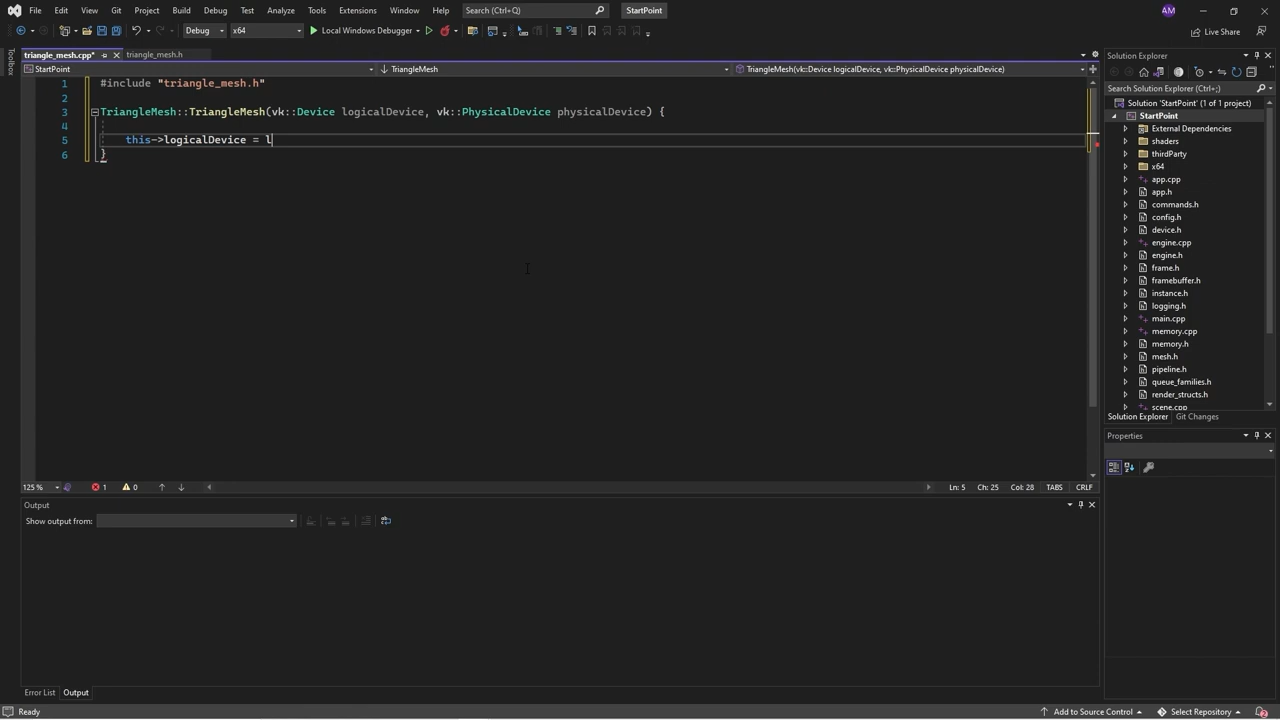 File Edit View Git Project Build Debug Test Analyze Tools Extensions Window Help Search (Ctrl+Q) StartPoint AM
Debug x64 Local Windows Debugger Live Share
Toolbox
triangle_mesh.cpp* triangle_mesh.h
StartPoint TriangleMesh TriangleMesh(vk::Device logicalDevice, vk::PhysicalDevice physicalDevice)
1 #include "triangle_mesh.h"
2
3 TriangleMesh::TriangleMesh(vk::Device logicalDevice, vk::PhysicalDevice physicalDevice) {
4
5 this->logicalDevice = l
6 }
125 % 1 0 Ln: 5 Ch: 25 Col: 28 TABS CRLF
Output
Show output from:
Error List Output
Solution Explorer
Search Solution Explorer (Ctrl+;)
Solution 'StartPoint' (1 of 1 project)
StartPoint
External Dependencies
shaders
thirdParty
x64
app.cpp
app.h
commands.h
config.h
device.h
engine.cpp
engine.h
frame.h
framebuffer.h
instance.h
logging.h
main.cpp
memory.cpp
memory.h
mesh.h
pipeline.h
queue_families.h
render_structs.h
scene.cpp
Solution Explorer Git Changes
Properties
Ready Add to Source Control Select Repository 2